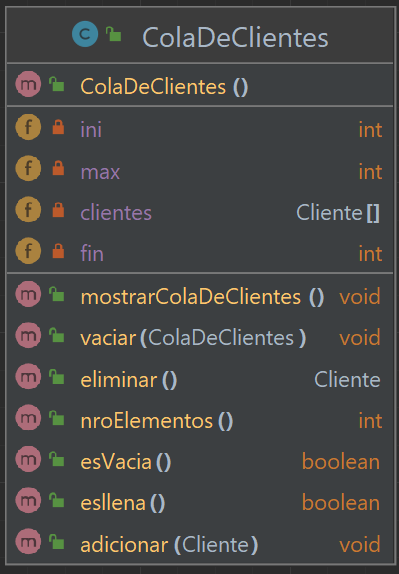 C ColaDeClientes
m ColaDeClientes ()
f ini int
f max int
f clientes Cliente[]
f fin int
m mostrarColaDeClientes () void
m vaciar(ColaDeClientes ) void
m eliminar() Cliente
m nroElementos() int
m esVacia() boolean
m esllena() boolean
m adicionar(Cliente) void